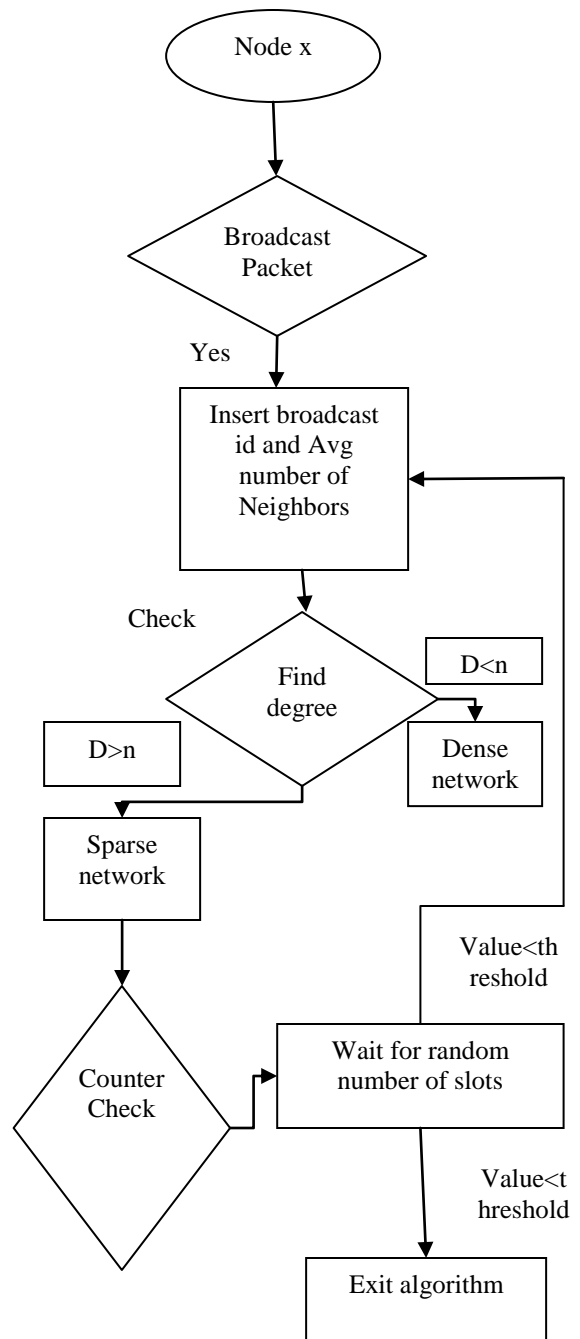 Node x
Broadcast
Packet
Yes
Insert broadcast
id and Avg
number of
Neighbors
Check
Find
degree
D<n
D>n
Dense
network
Sparse
network
Value<th
reshold
Counter
Check
Wait for random
number of slots
Value<t
hreshold
Exit algorithm